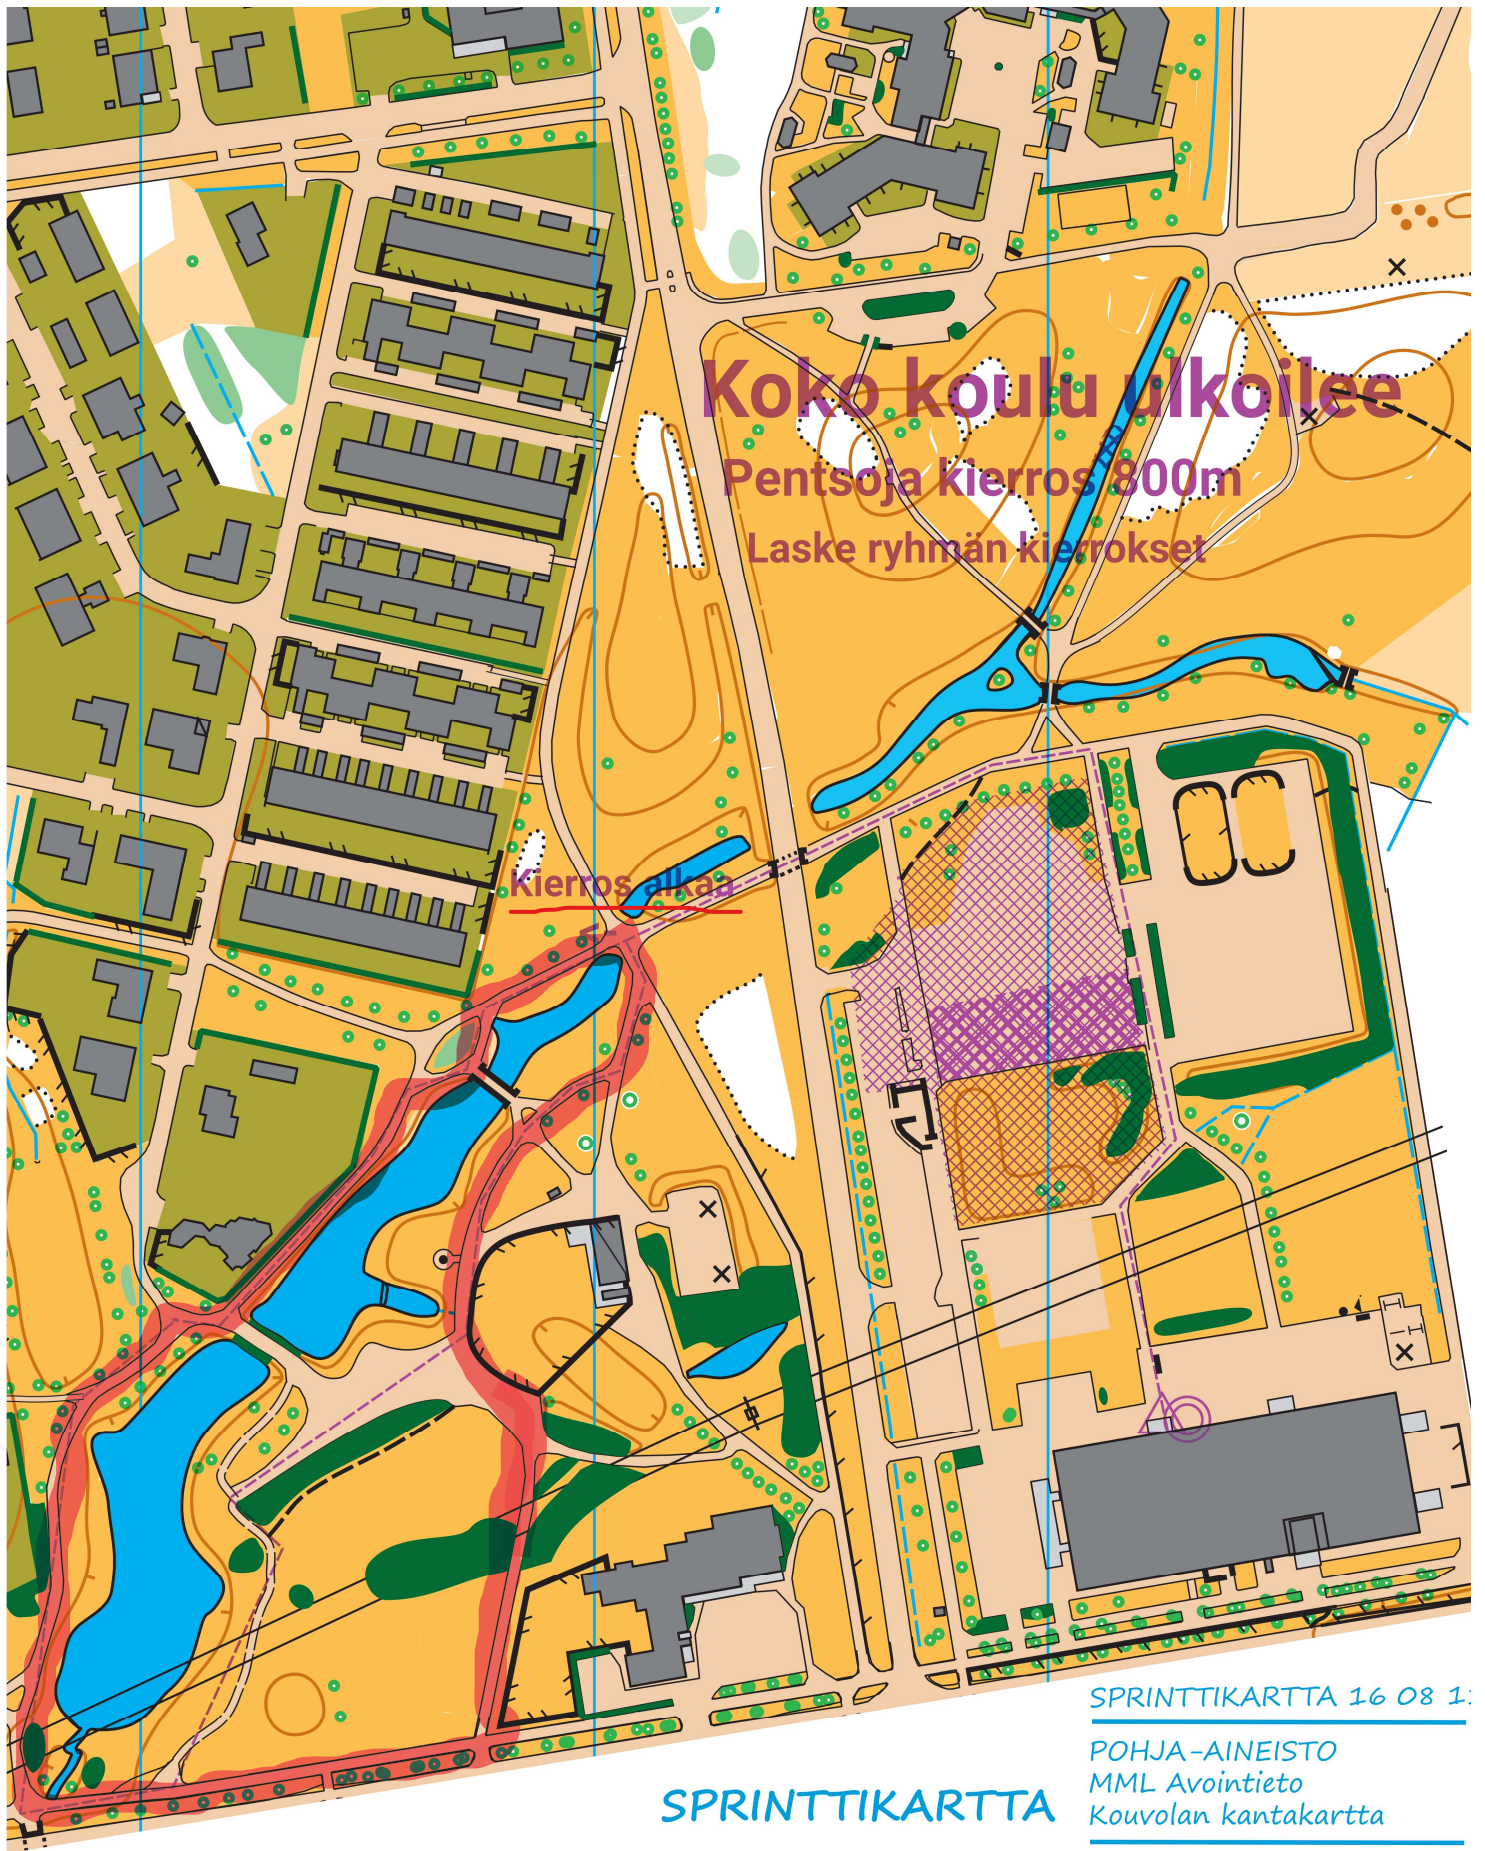 Koko koulu ulkoilee
Pentsoja kierros 800m
Laske ryhmän kierrokset
Kierros alkaa
SPRINTTIKARTTA 16 08
POHJA-AINEISTO
MML Avointieto
Kouvolan kantakartta
SPRINTTIKARTTA